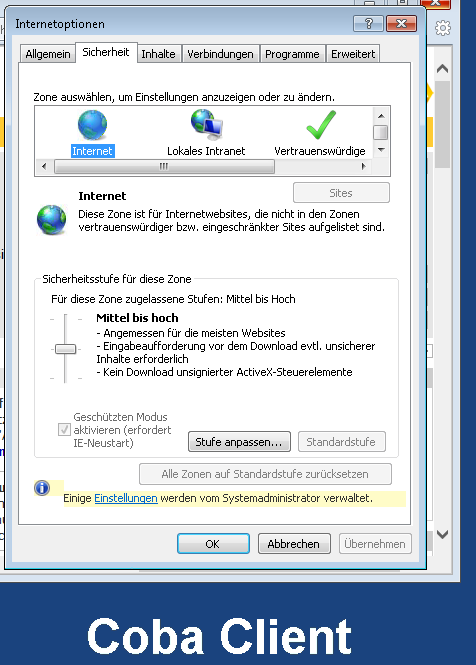 Internetoptionen
Allgemein Sicherheit Inhalte Verbindungen Programme Erweitert
Zone auswählen, um Einstellungen anzuzeigen oder zu ändern.
Internet Lokales Intranet Vertrauenswürdige
Internet
Sites
Diese Zone ist für Internetwebsites, die nicht in den Zonen
vertrauenswürdiger bzw. eingeschränkter Sites aufgelistet sind.
Sicherheitsstufe für diese Zone
Für diese Zone zugelassene Stufen: Mittel bis Hoch
Mittel bis hoch
- Angemessen für die meisten Websites
- Eingabeaufforderung vor dem Download evtl. unsicherer
Inhalte erforderlich
- Kein Download unsignierter ActiveX-Steuerelemente
Geschützten Modus
aktivieren (erfordert
IE-Neustart)
Stufe anpassen... Standardstufe
Alle Zonen auf Standardstufe zurücksetzen
Einige Einstellungen werden vom Systemadministrator verwaltet.
OK Abbrechen Übernehmen
Coba Client